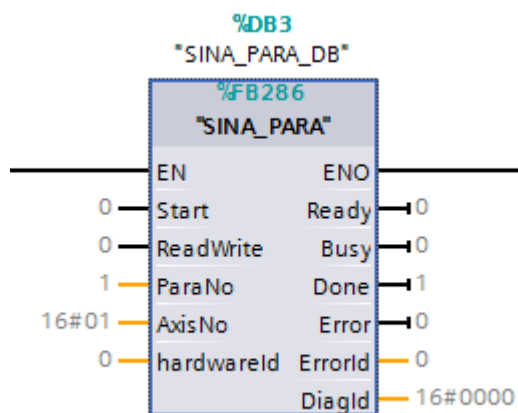 %DB3
"SINA_PARA_DB"
%FB286
"SINA_PARA"
EN ENO
0 Start Ready 0
0 ReadWrite Busy 0
1 ParaNo Done 1
16#01 AxisNo Error 0
0 hardwareId ErrorId 0
DiagId 16#0000